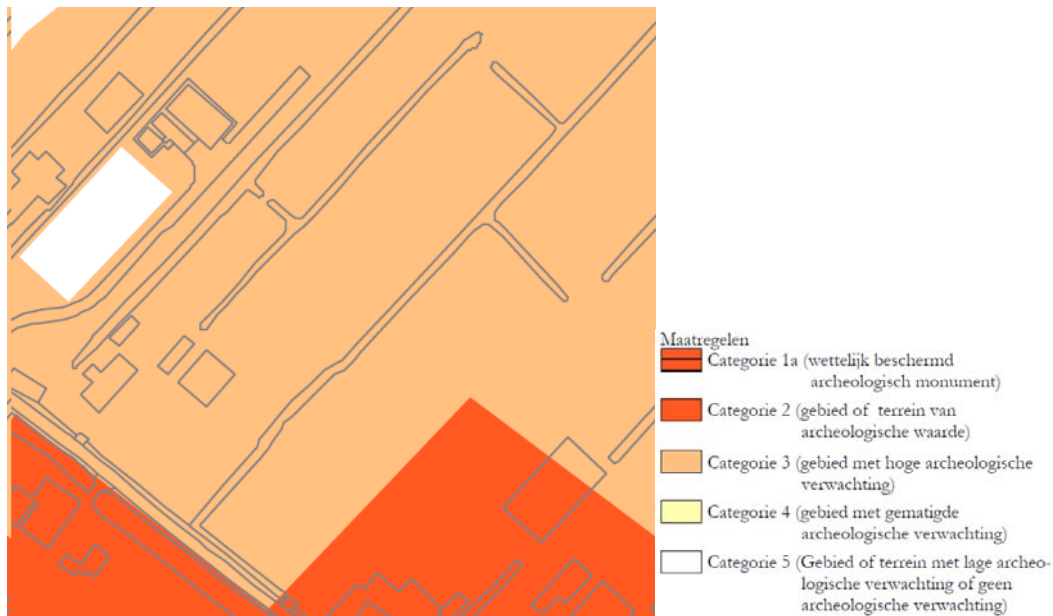 Maatregelen
Categorie 1a (wettelijk beschermd
archeologisch monument)
Categorie 2 (gebied of terrein van
archeologische waarde)
Categorie 3 (gebied met hoge archeologische
verwachting)
Categorie 4 (gebied met gematigde
archeologische verwachting)
Categorie 5 (Gebied of terrein met lage archeo-
logische verwachting of geen
archeologische verwachting)